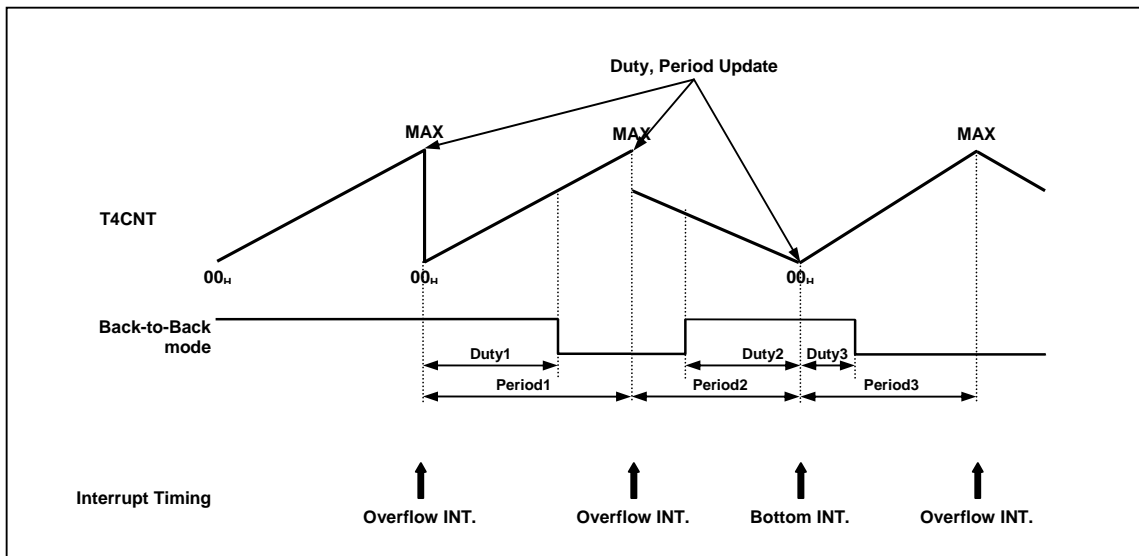 Duty, Period Update
MAX MAX MAX
T4CNT
00H 00H 00H
Back-to-Back
mode
Duty1 Duty2 Duty3
Period1 Period2 Period3
Interrupt Timing
Overflow INT. Overflow INT. Bottom INT. Overflow INT.